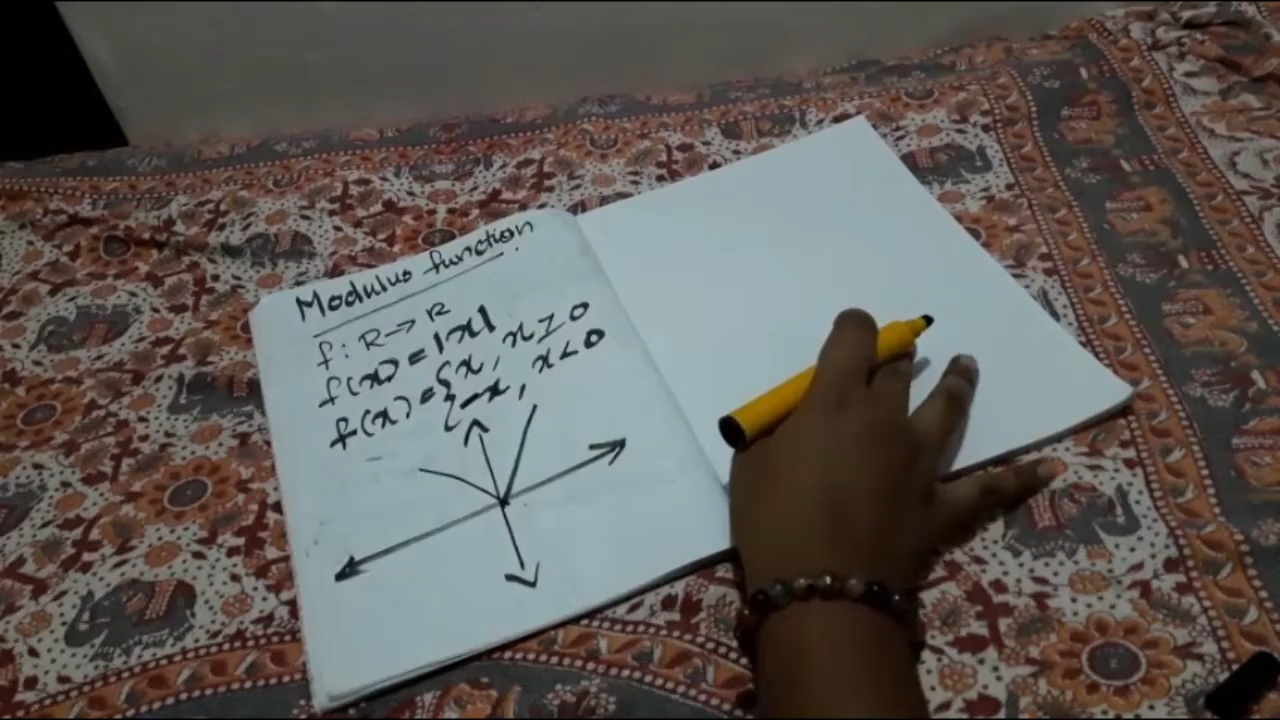 Modulus function.
f : R → R
f(x) = |x|
f(x) = { x, x ≥ 0
-x, x < 0